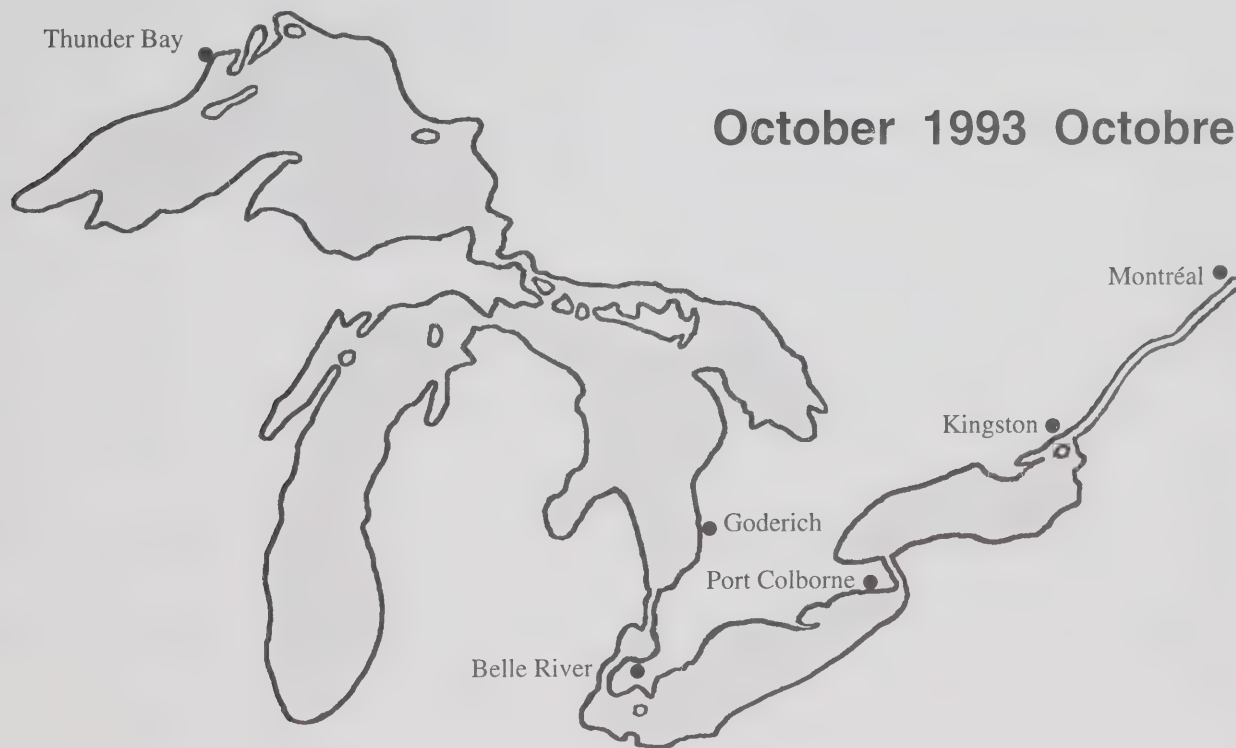 Thunder Bay
October 1993 Octobre
Montréal
Kingston
Goderich
Port Colborne
Belle River